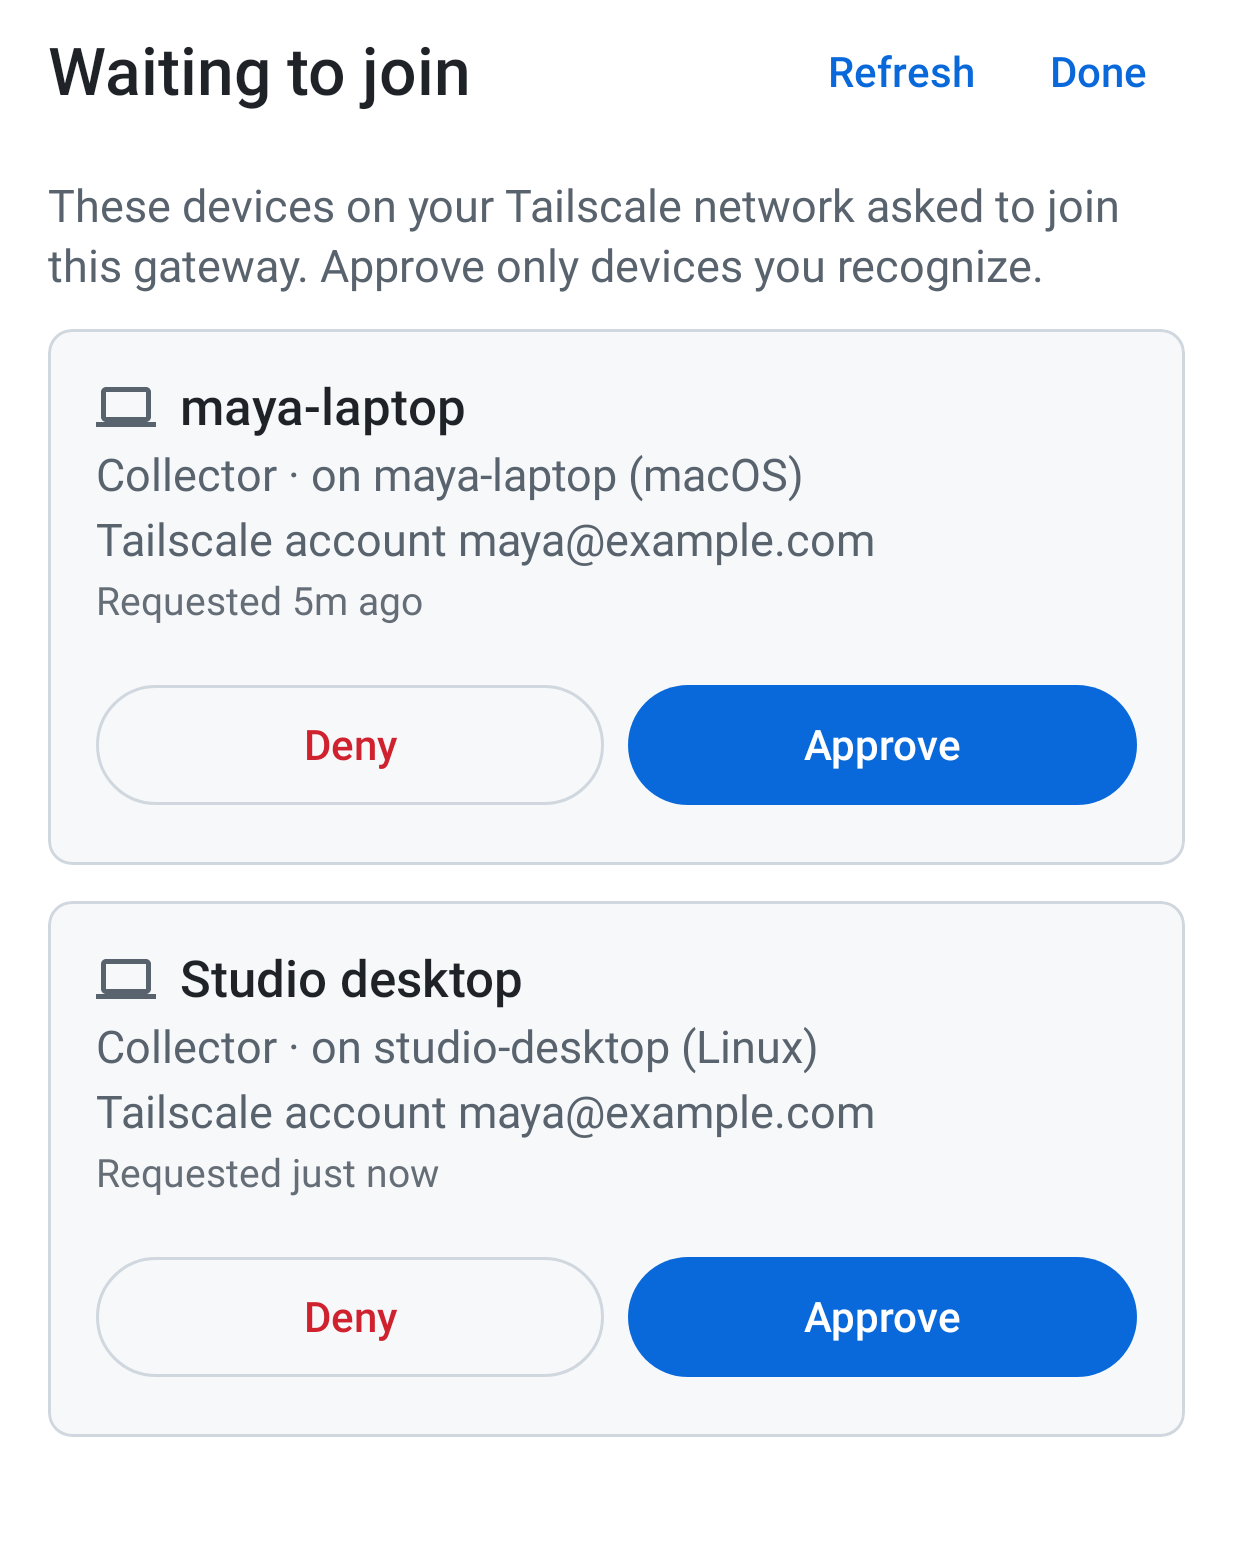 Waiting to join
Refresh
Done
These devices on your Tailscale network asked to join
this gateway. Approve only devices you recognize.
maya-laptop
Collector · on maya-laptop (macOS)
Tailscale account maya@example.com
Requested 5m ago
Deny
Approve
Studio desktop
Collector · on studio-desktop (Linux)
Tailscale account maya@example.com
Requested just now
Deny
Approve